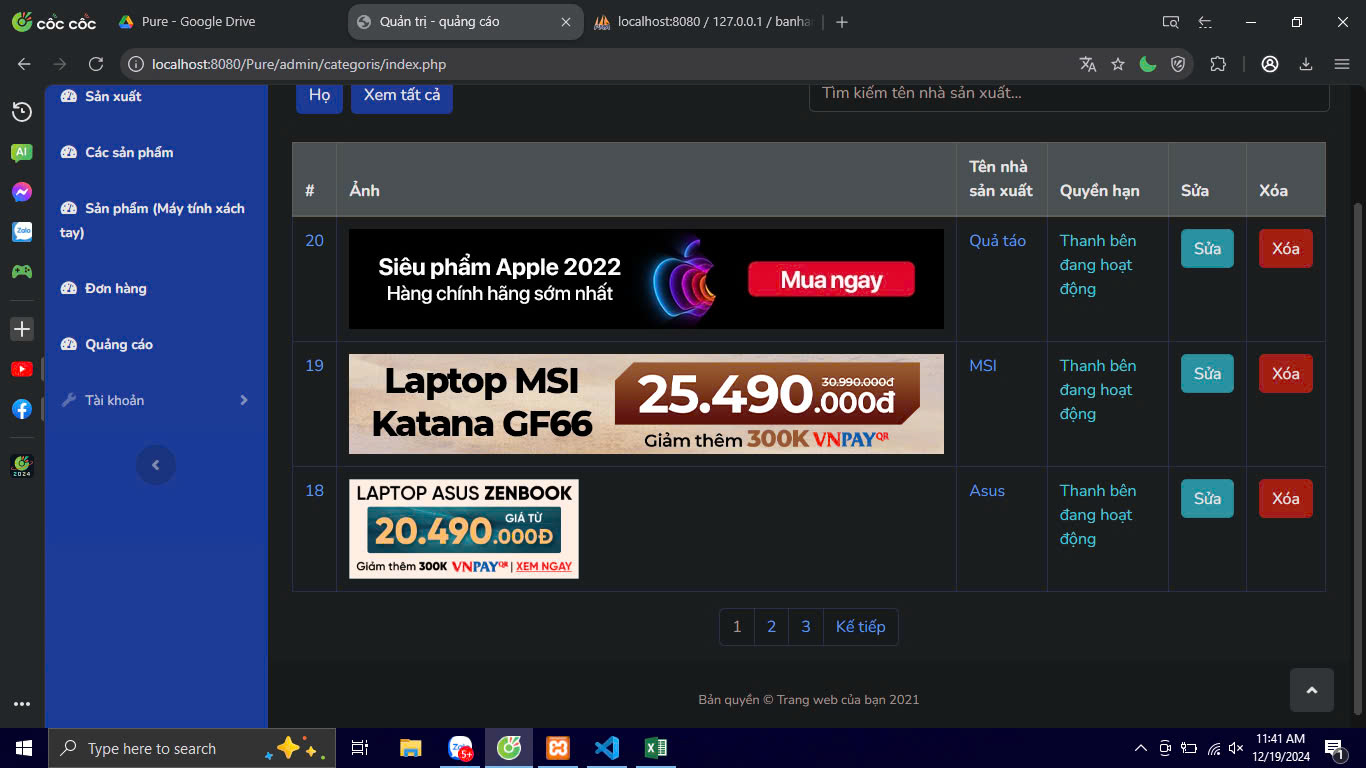 cốc cốc
Pure - Google Drive
Quản trị - quảng cáo
localhost:8080 / 127.0.0.1 / banha
localhost:8080/Pure/admin/categoris/index.php
AI
Zalo
2024
Sản xuất
Các sản phẩm
Sản phẩm (Máy tính xách
tay)
Đơn hàng
Quảng cáo
Tài khoản
Họ
Xem tất cả
Tìm kiếm tên nhà sản xuất...
#
Ảnh
Tên nhà
sản xuất
Quyền hạn
Sửa
Xóa
20
Siêu phẩm Apple 2022
Hàng chính hãng sớm nhất
Mua ngay
Quả táo
Thanh bên
đang hoạt
động
Sửa
Xóa
19
Laptop MSI
Katana GF66
30.990.000đ
25.490.000đ
Giảm thêm 300K VNPAYQR
MSI
Thanh bên
đang hoạt
động
Sửa
Xóa
18
LAPTOP ASUS ZENBOOK
GIÁ TỪ
20.490.000Đ
Giảm thêm 300K VNPAYQR | XEM NGAY
Asus
Thanh bên
đang hoạt
động
Sửa
Xóa
1 2 3 Kế tiếp
Bản quyền © Trang web của bạn 2021
Type here to search
Zalo
5+
11:41 AM
12/19/2024
1